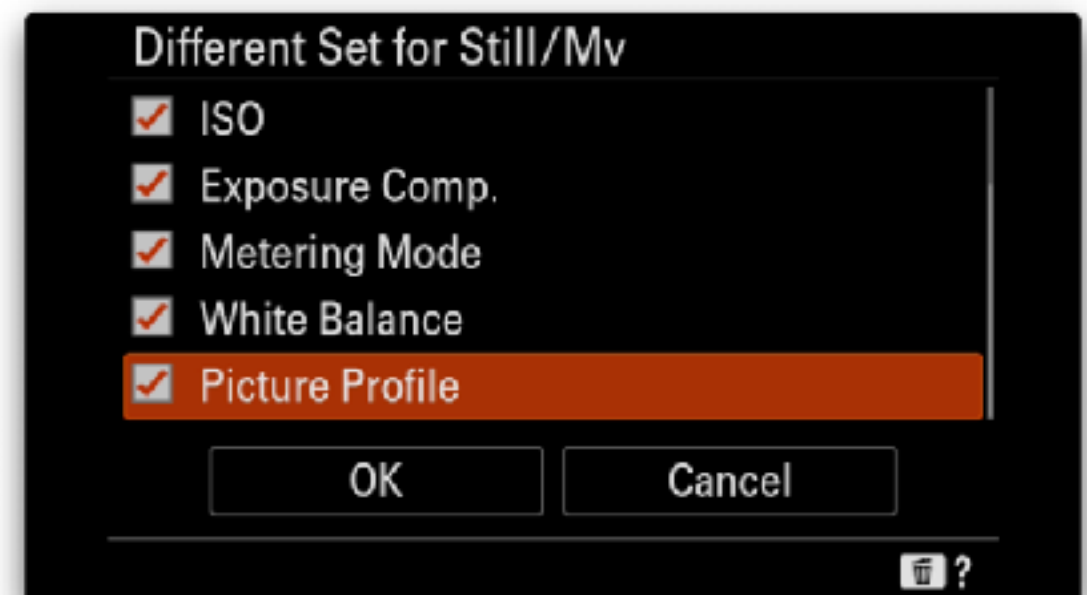 Different Set for Still/Mv
ISO
Exposure Comp.
Metering Mode
White Balance
Picture Profile
OK Cancel
?